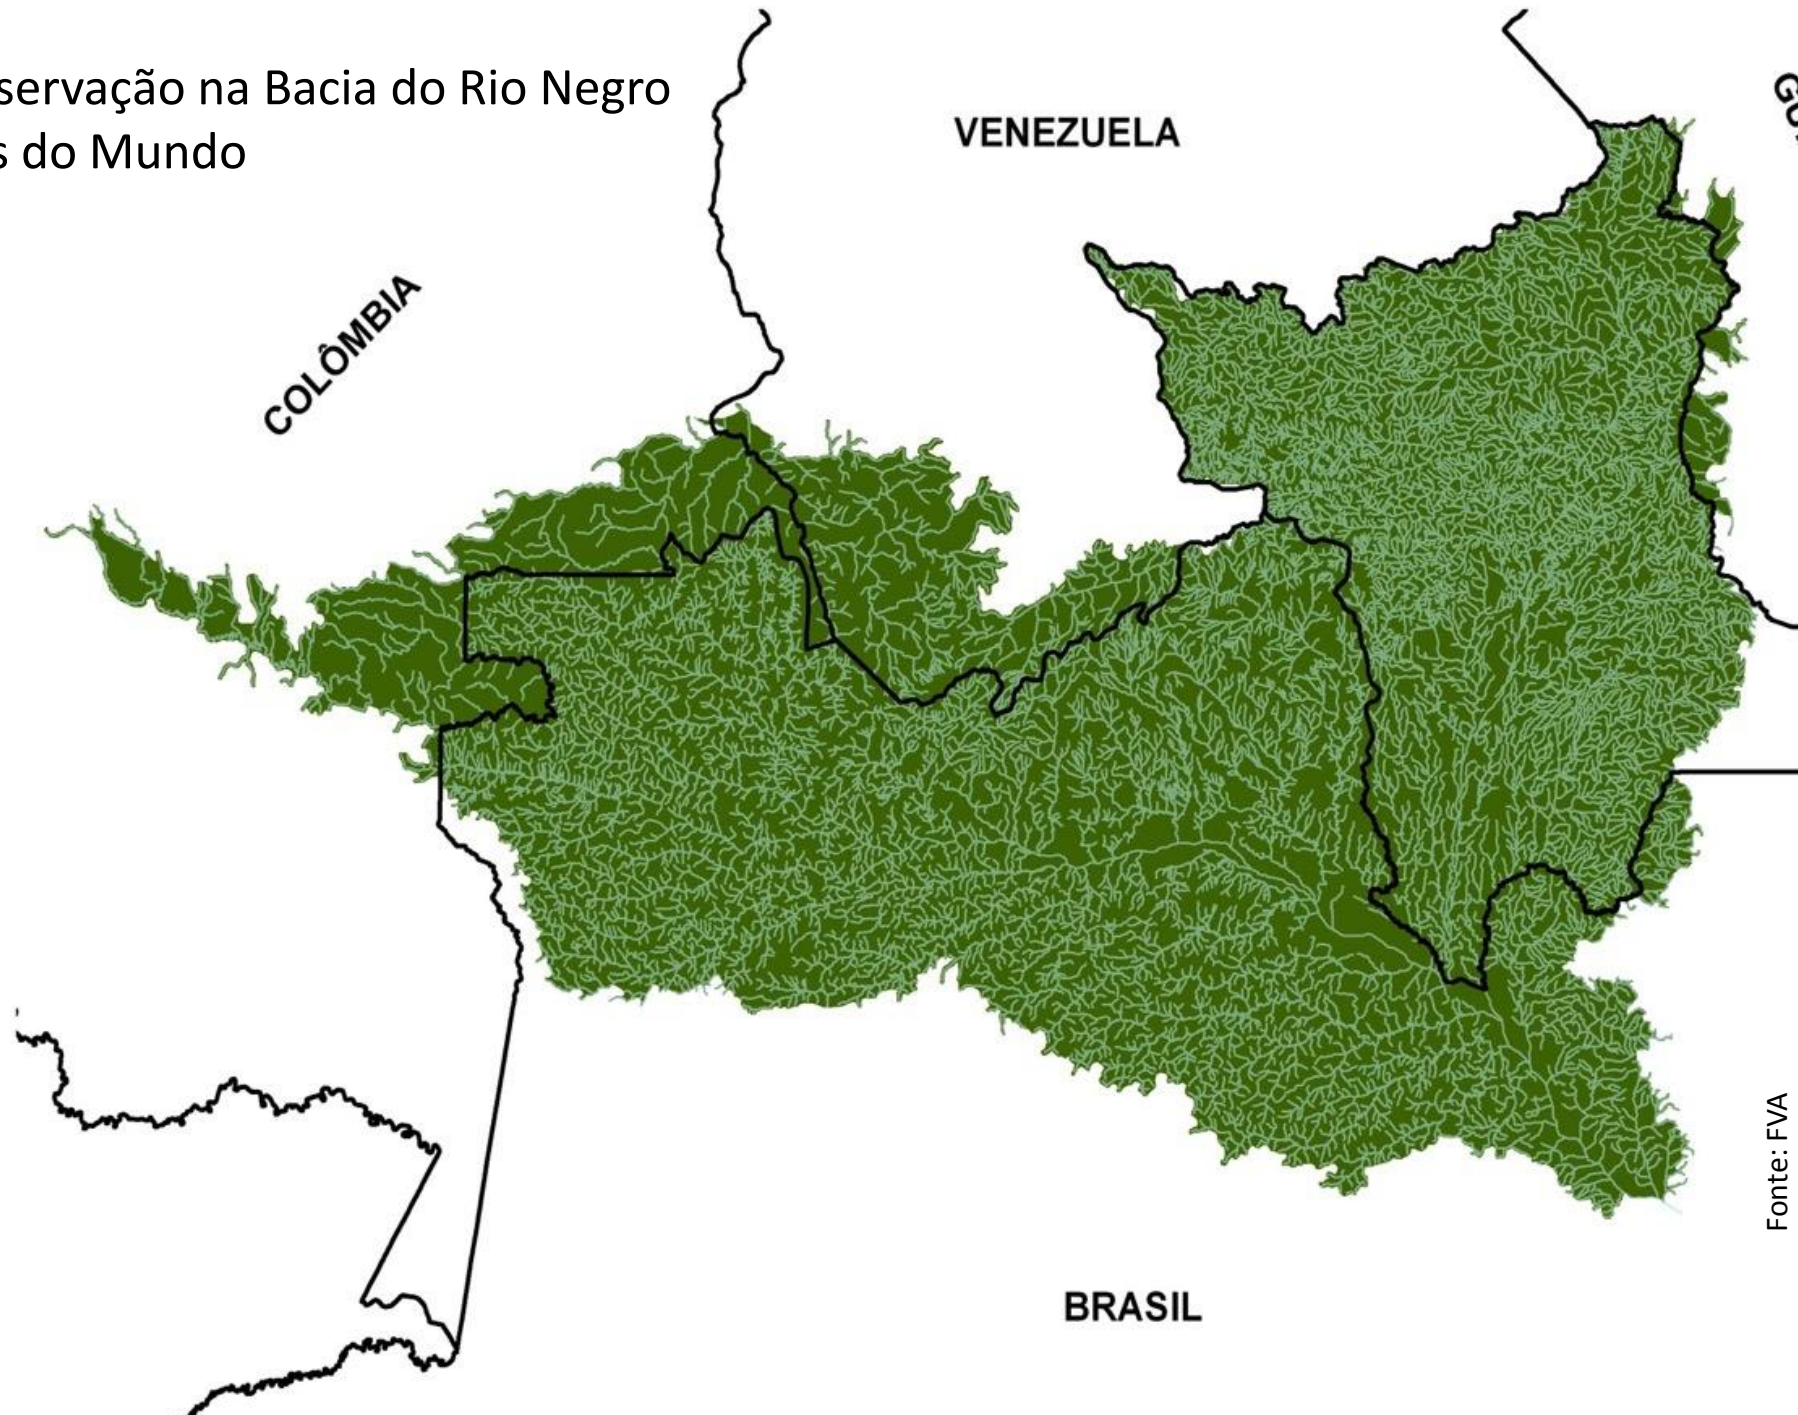 servação na Bacia do Rio Negro
s do Mundo
VENEZUELA
COLÔMBIA
BRASIL
Fonte: FVA